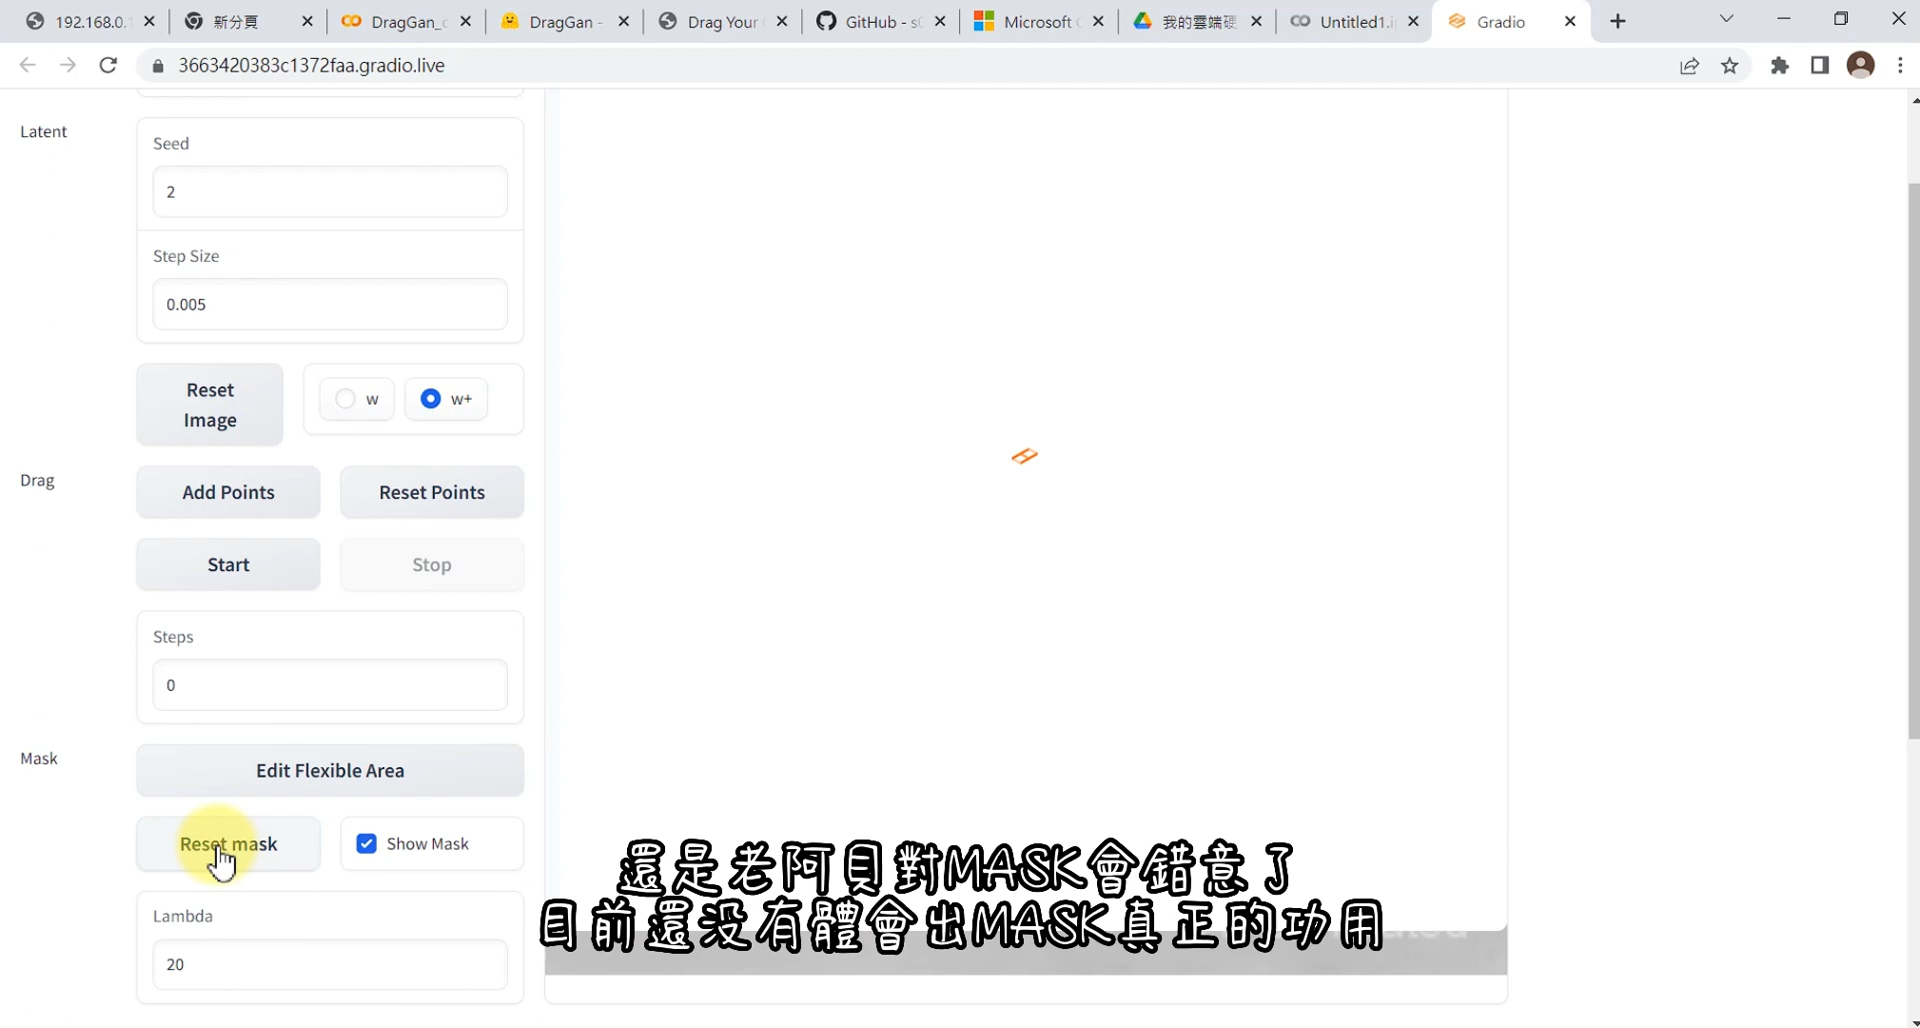 192.168.0.1
新分頁
DragGan_c
DragGan -
Drag Your
GitHub - s
Microsoft
我的雲端硬
Untitled1.i
Gradio
3663420383c1372faa.gradio.live
Latent
Seed
2
Step Size
0.005
Reset
Image
w
w+
Drag
Add Points
Reset Points
Start
Stop
Steps
0
Mask
Edit Flexible Area
Reset mask
Show Mask
還是老阿貝對MASK會錯意了
目前還沒有體會出MASK真正的功用
Lambda
20